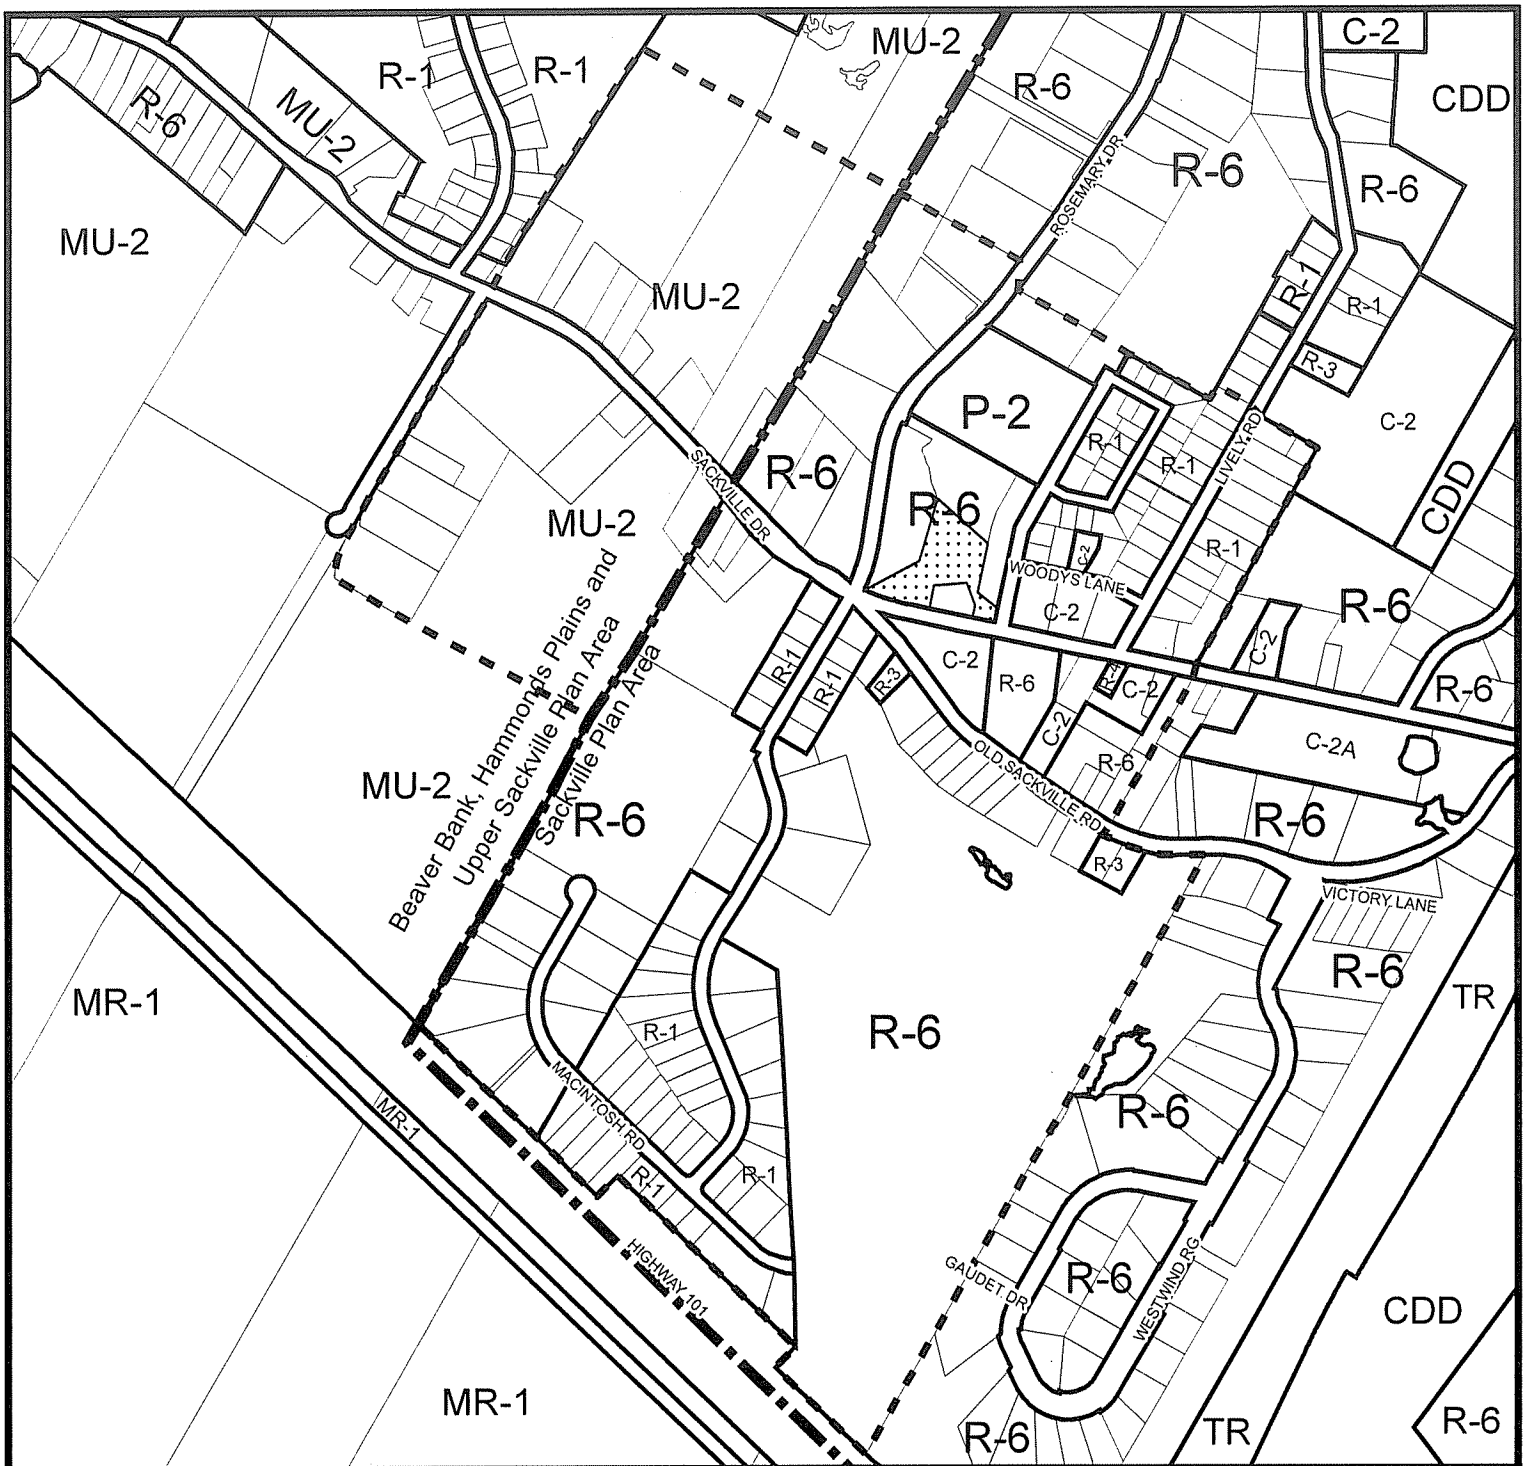 C-2
MU-2
R-1
R-1
R-6
CDD
R-6
MU-2
R-6
R-6
ROSEMARY DR
MU-2
MU-2
R-1
R-1
R-3
P-2
C-2
R-1
R-1
LIVELY RD
CDD
R-6
SACKVILLE DR
R-6
MU-2
R-1
C-2
WOODYS LANE
C-2
R-6
C-2
R-1
R-1
R-3
C-2
R-6
R-4
C-2
C-2
R-6
Beaver Bank, Hammonds Plains and
Upper Sackville Plan Area
Sackville Plan Area
C-2A
OLD SACKVILLE RD
R-6
MU-2
R-6
R-6
R-3
VICTORY LANE
R-6
MR-1
TR
R-1
R-6
MACINTOSH RD
MR-1
R-6
R-1
R-1
HIGHWAY 101
GAUDET DR
R-6
WESTWIND RG
CDD
MR-1
R-6
TR
R-6